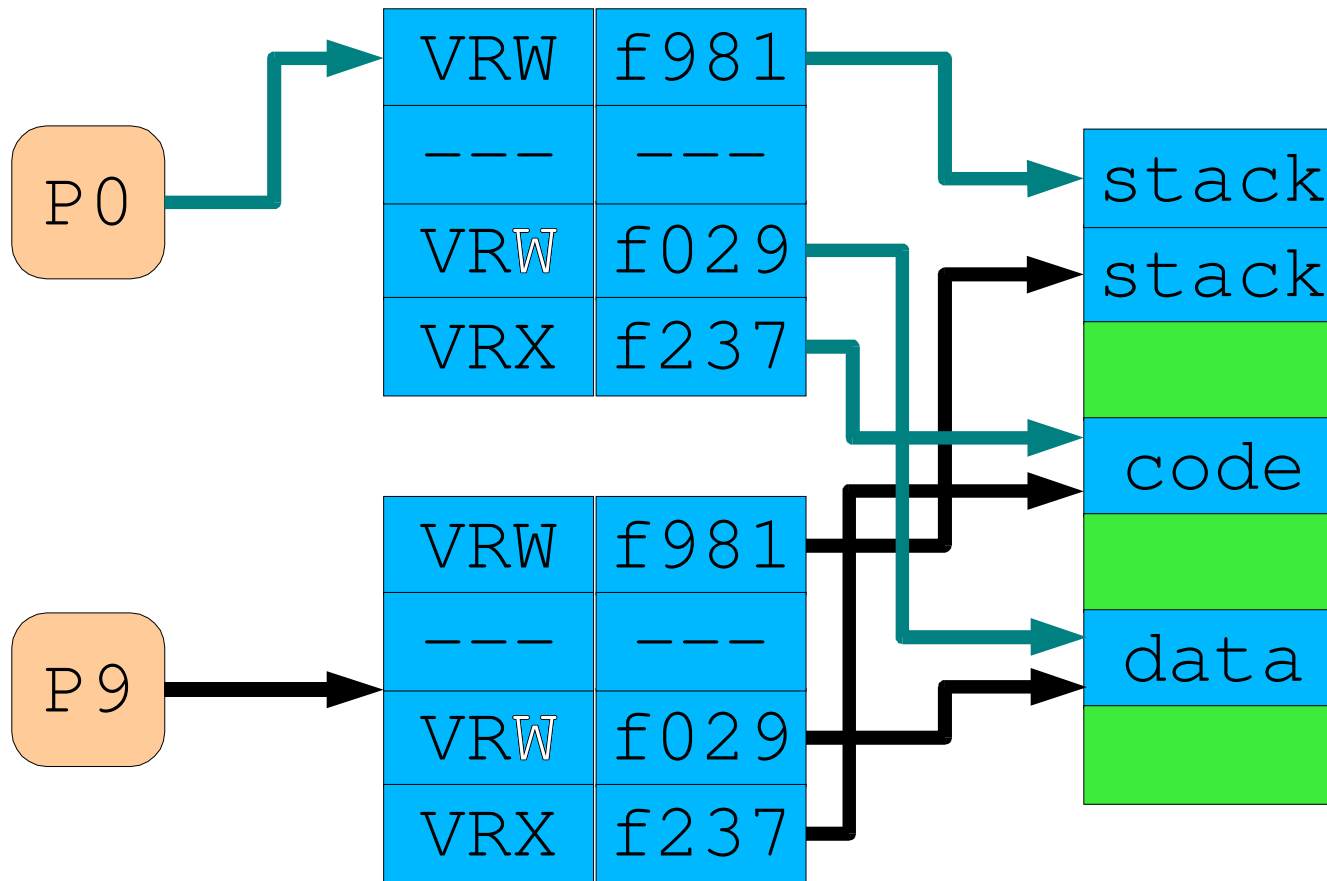 P0
VRW f981
--- ---
VRW f029
VRX f237
P9
VRW f981
--- ---
VRW f029
VRX f237
stack
stack
code
data